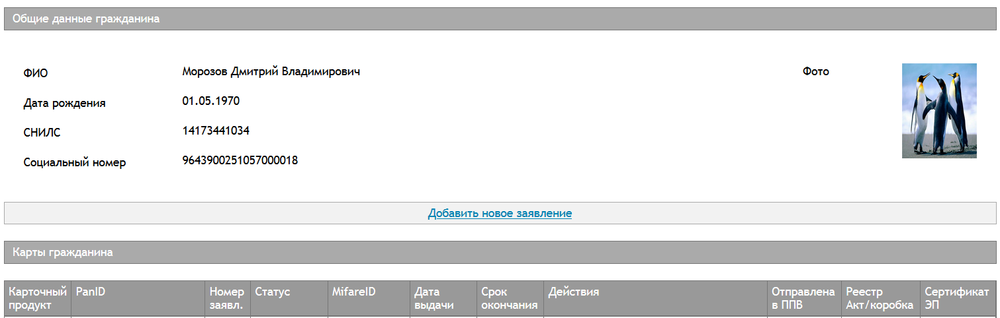 Общие данные гражданина
ФИО Морозов Дмитрий Владимирович Фото
Дата рождения 01.05.1970
СНИЛС 14173441034
Социальный номер 9643900251057000018
Добавить новое заявление
Карты гражданина
Карточный продукт PanID Номер заявл. Статус MifareID Дата выдачи Срок окончания Действия Отправлена в ППВ Реестр Акт/коробка Сертификат ЭП